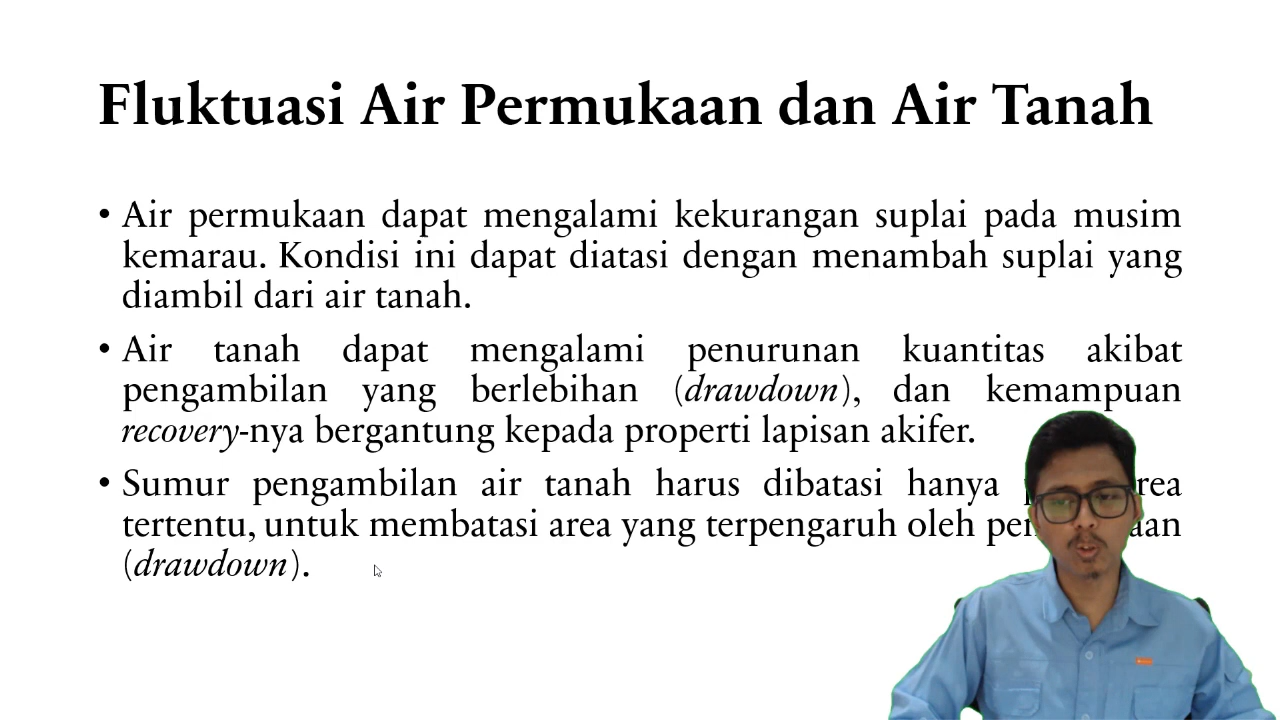 Fluktuasi Air Permukaan dan Air Tanah
• Air permukaan dapat mengalami kekurangan suplai pada musim
kemarau. Kondisi ini dapat diatasi dengan menambah suplai yang
diambil dari air tanah.
• Air tanah dapat mengalami penurunan kuantitas akibat
pengambilan yang berlebihan (drawdown), dan kemampuan
recovery-nya bergantung kepada properti lapisan akifer.
• Sumur pengambilan air tanah harus dibatasi hanya
tertentu, untuk membatasi area yang terpengaruh oleh
(drawdown).